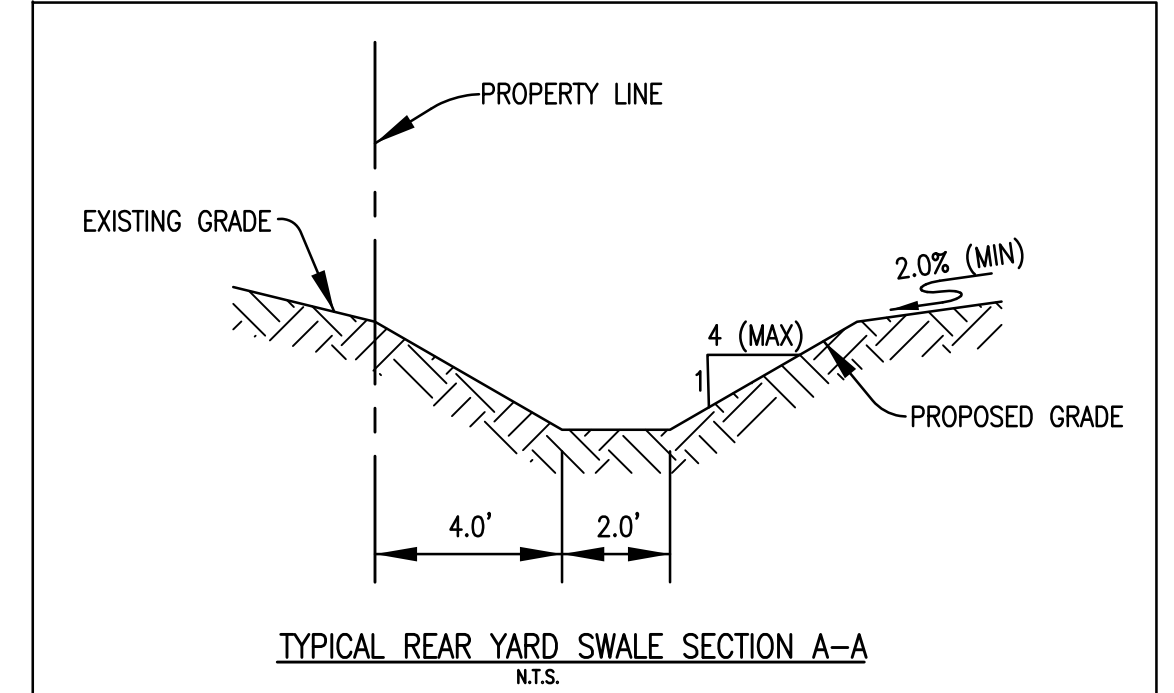 PROPERTY LINE
EXISTING GRADE
2.0% (MIN)
4 (MAX)
1
PROPOSED GRADE
4.0'
2.0'
TYPICAL REAR YARD SWALE SECTION A-A
N.T.S.